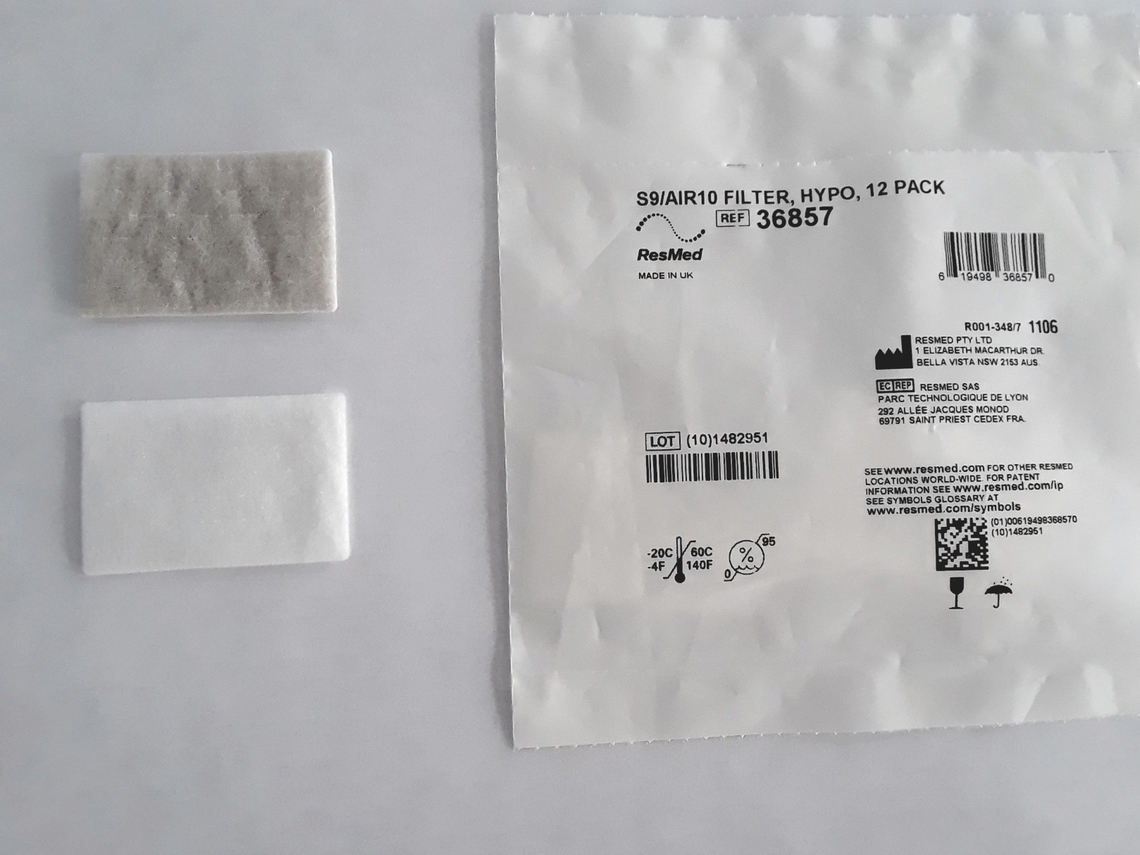 S9/AIR10 FILTER, HYPO, 12 PACK
REF 36857
ResMed
MADE IN UK
6 19498 36857 0
R001-348/7 1106
RESMED PTY LTD
1 ELIZABETH MACARTHUR DR.
BELLA VISTA NSW 2153 AUS.
EC REP RESMED SAS
PARC TECHNOLOGIQUE DE LYON
292 ALLÉE JACQUES MONOD
69791 SAINT PRIEST CEDEX FRA.
LOT (10)1482951
SEE www.resmed.com FOR OTHER RESMED
LOCATIONS WORLD-WIDE. FOR PATENT
INFORMATION SEE www.resmed.com/ip
SEE SYMBOLS GLOSSARY AT
www.resmed.com/symbols
(01)00619498368570
(10)1482951
-20C 60C
-4F 140F
% 95
0